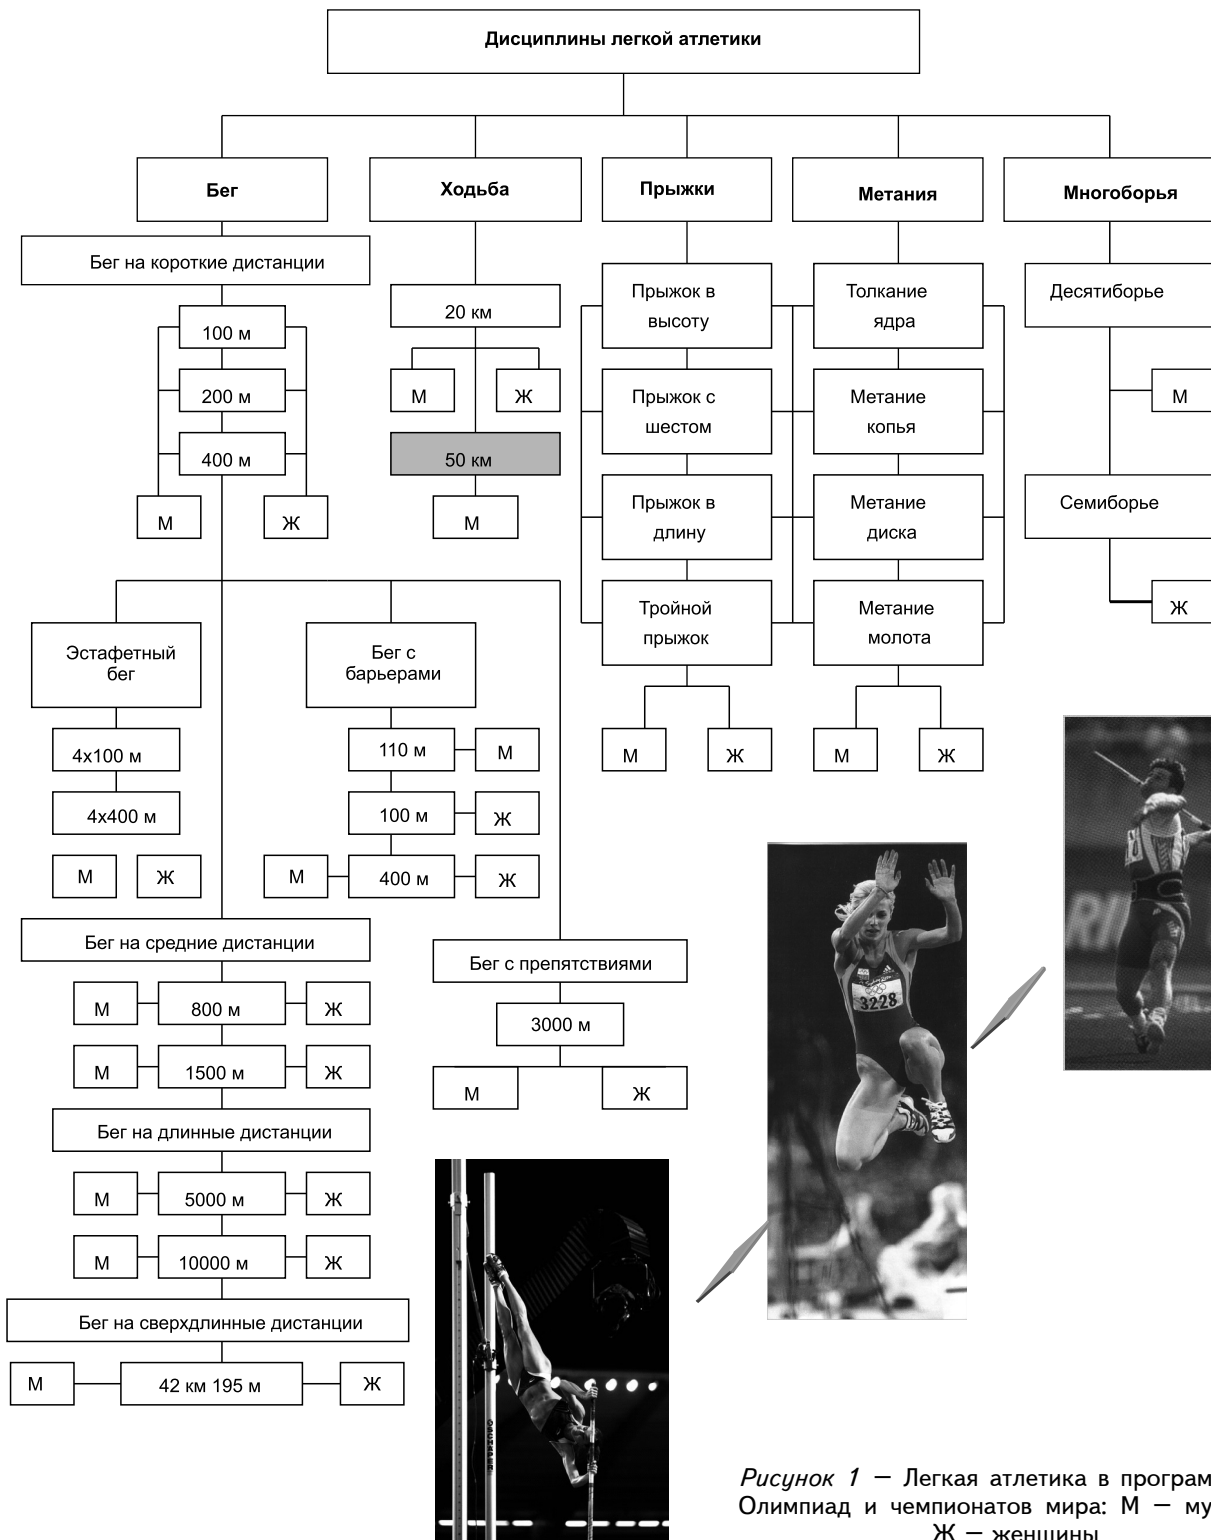 Дисциплины легкой атлетики
Бег
Ходьба
Прыжки
Метания
Многоборья
Бег на короткие дистанции
100 м
200 м
400 м
М
Ж
20 км
М
Ж
50 км
М
Прыжок в
высоту
Прыжок с
шестом
Прыжок в
длину
Тройной
прыжок
М
Ж
Толкание
ядра
Метание
копья
Метание
диска
Метание
молота
М
Ж
Десятиборье
М
Семиборье
Ж
Эстафетный
бег
4х100 м
4х400 м
М
Ж
Бег с
барьерами
110 м
М
100 м
Ж
М
400 м
Ж
Бег на средние дистанции
М
800 м
Ж
М
1500 м
Ж
Бег с препятствиями
3000 м
М
Ж
Бег на длинные дистанции
М
5000 м
Ж
М
10000 м
Ж
Бег на сверхдлинные дистанции
М
42 км 195 м
Ж
3228
Рисунок 1 – Легкая атлетика в програм
Олимпиад и чемпионатов мира: М – му
Ж – женщины